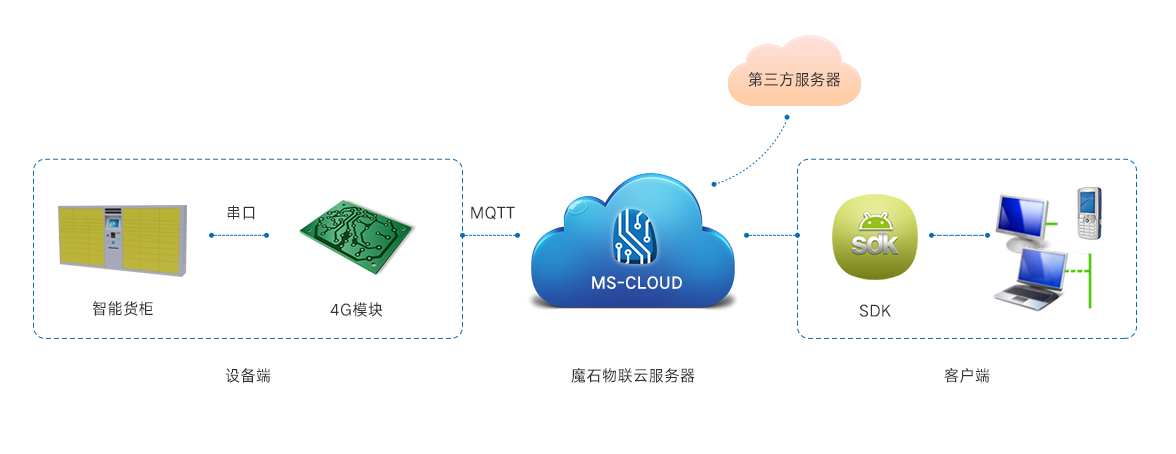 第三方服务器
串口
MQTT
sdk
MS-CLOUD
智能货柜
4G模块
SDK
设备端
魔石物联云服务器
客户端